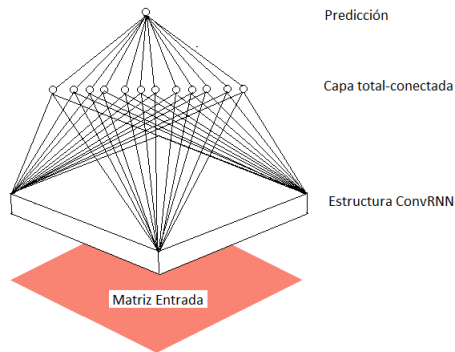 Predicción
Capa total-conectada
Estructura ConvRNN
Matriz Entrada